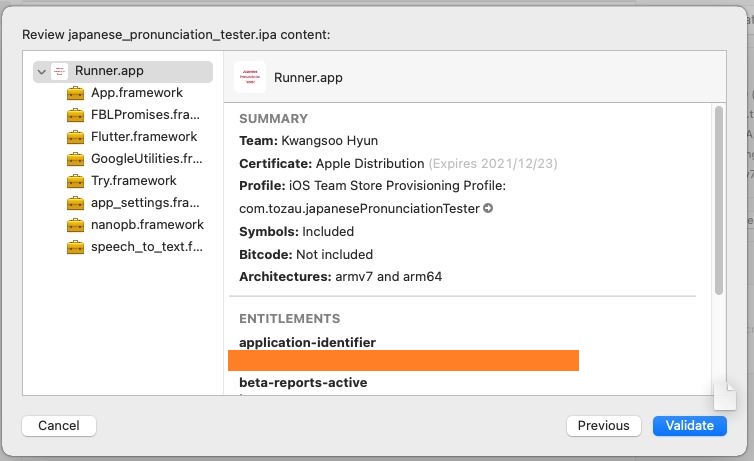 Review japanese_pronunciation_tester.ipa content:
Runner.app
App.framework
FBLPromises.fra...
Flutter.framework
GoogleUtilities.fr...
Try.framework
app_settings.fra...
nanopb.framework
speech_to_text.f...
Runner.app
SUMMARY
Team: Kwangsoo Hyun
Certificate: Apple Distribution (Expires 2021/12/23)
Profile: iOS Team Store Provisioning Profile:
com.tozau.japanesePronunciationTester
Symbols: Included
Bitcode: Not included
Architectures: armv7 and arm64
ENTITLEMENTS
application-identifier
beta-reports-active
Cancel
Previous
Validate